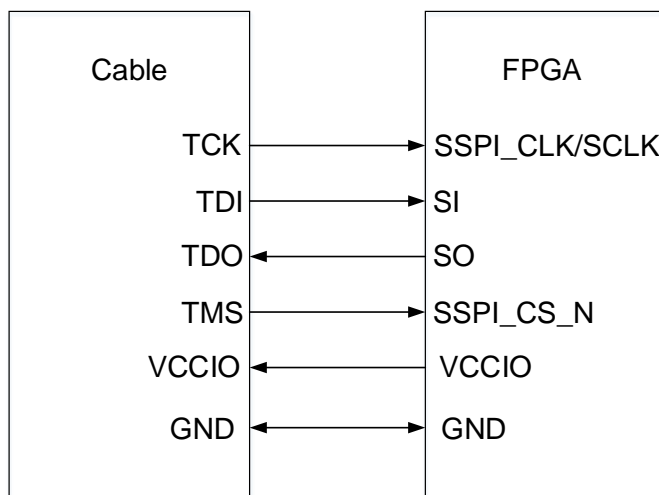 Cable FPGA
TCK SSPI_CLK/SCLK
TDI SI
TDO SO
TMS SSPI_CS_N
VCCIO VCCIO
GND GND